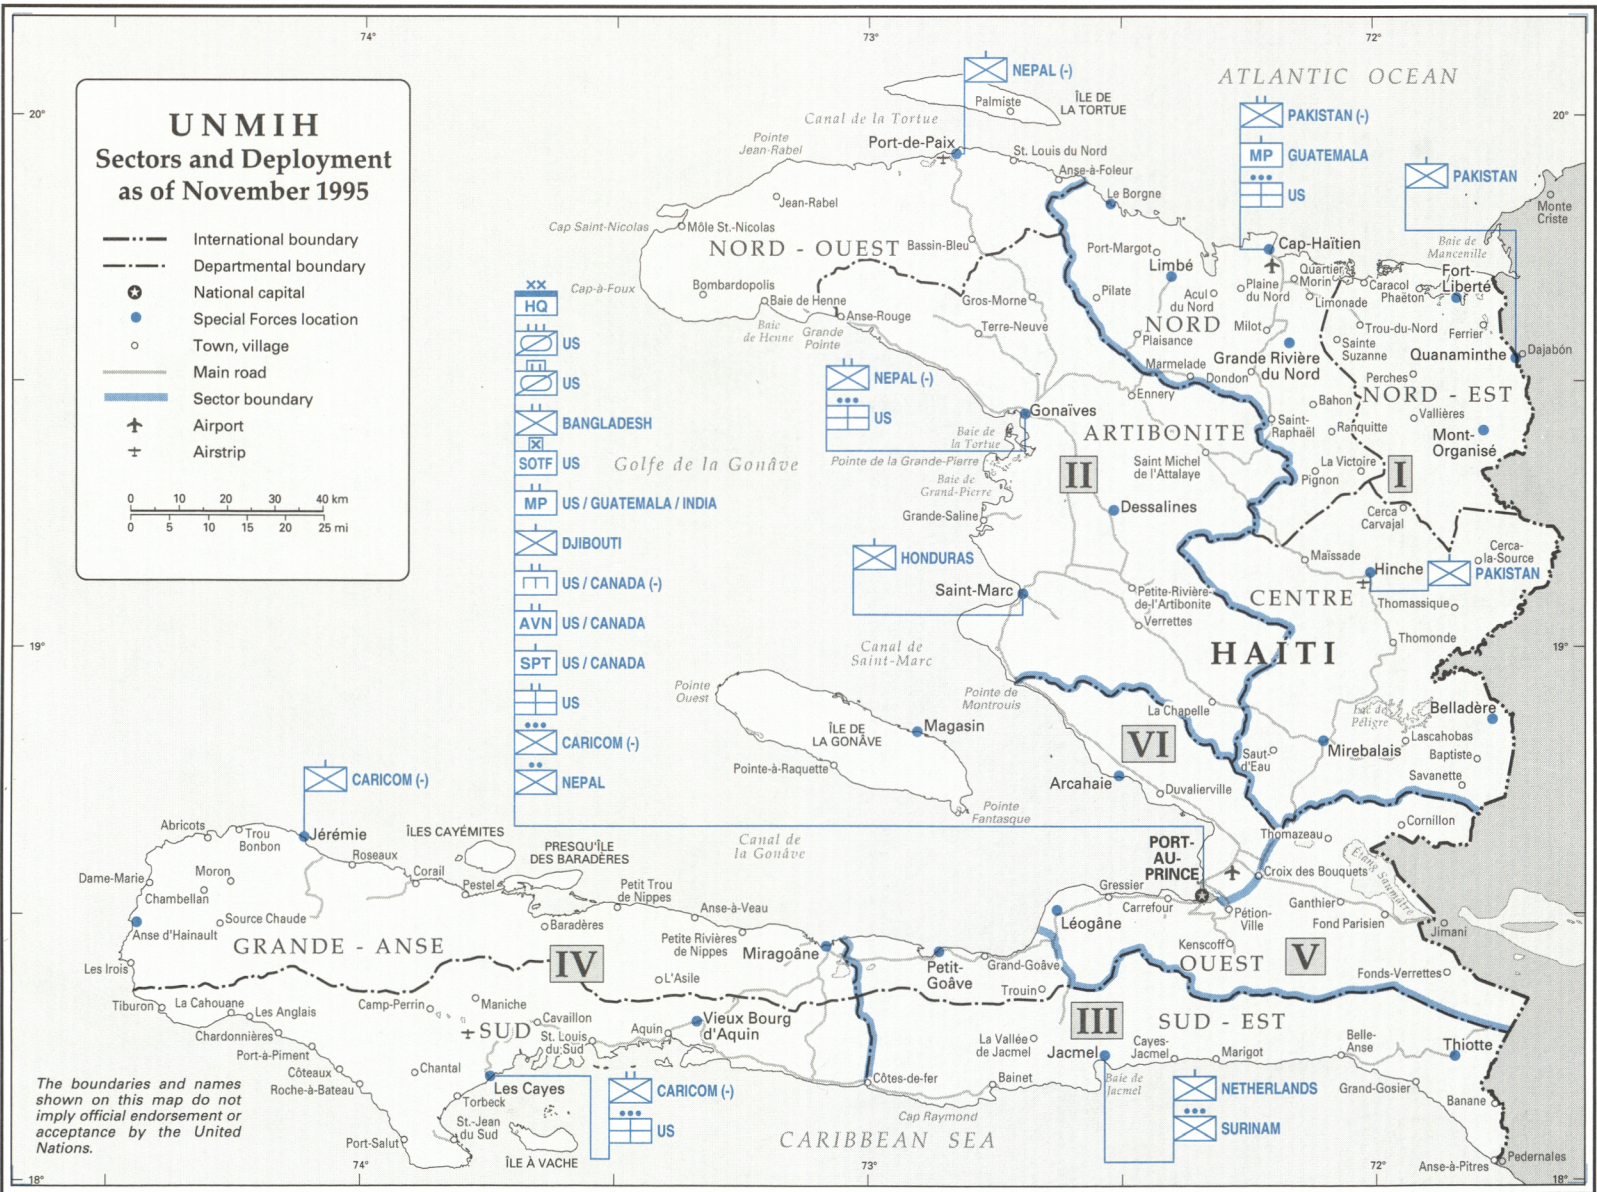 74°
73°
72°
20°
20°
19°
19°
18°
18°
74°
73°
72°
UNMIH
Sectors and Deployment
as of November 1995
International boundary
Departmental boundary
National capital
Special Forces location
Town, village
Main road
Sector boundary
Airport
Airstrip
0 10 20 30 40 km
0 5 10 15 20 25 mi
ATLANTIC OCEAN
NEPAL (-)
Palmiste
ÎLE DE
LA TORTUE
Canal de la Tortue
Pointe
Jean-Rabel
Port-de-Paix
St. Louis du Nord
Anse-à-Foleur
Le Borgne
PAKISTAN (-)
MP GUATEMALA
US
PAKISTAN
Monte
Criste
Jean-Rabel
Cap Saint-Nicolas
Môle St.-Nicolas
NORD - OUEST
Bassin-Bleu
Port-Margot
Cap-Haïtien
Baie de
Mancenille
Limbé
Quartier
Morin
Caracol
Fort-
Liberté
Phaëton
Plaine
du Nord
Limonade
Acul
du Nord
Pilate
Cap-à-Foux
Bombardopolis
Baie de Henne
Gros-Morne
Anse-Rouge
Baie
de Henne
Grande
Pointe
Terre-Neuve
NORD
Plaisance
Milot
Trou-du-Nord
Ferrier
Sainte
Suzanne
Quanaminthe
Dajabón
Grande Rivière
du Nord
Marmelade
Dondon
Perches
NORD - EST
Ennery
Bahon
Vallières
Saint-
Raphaël
Ranquitte
Mont-
Organisé
HQ
US
US
BANGLADESH
SOTF US
MP US / GUATEMALA / INDIA
DJIBOUTI
US / CANADA (-)
AVN US / CANADA
SPT US / CANADA
US
CARICOM (-)
NEPAL
NEPAL (-)
US
Gonaïves
ARTIBONITE
Baie de
la Tortue
Golfe de la Gonâve
Pointe de la Grande-Pierre
Baie de
Grand-Pierre
Grande-Saline
II
Saint Michel
de l'Attalaye
La Victoire
Pignon
I
Dessalines
Cerca
Carvajal
HONDURAS
Saint-Marc
Maïssade
Cerca-
la-Source
Hinche
PAKISTAN
CENTRE
Thomassique
Petite-Rivière-
de-l'Artibonite
Verrettes
HAITI
Thomonde
Canal de
Saint-Marc
Pointe
Ouest
Pointe de
Montrouis
La Chapelle
Lac de
Péligre
Belladère
Magasin
ÎLE DE
LA GONÂVE
VI
Lascahobas
Mirebalais
Baptiste
Saut-
d'Eau
Pointe-à-Raquette
Arcahaie
Duvalierville
Savanette
Pointe
Fantasque
Cornillon
Thomazeau
CARICOM (-)
Jérémie
Abricots
Trou
Bonbon
ÎLES CAYÉMITES
Canal de
la Gonâve
PRESQU'ÎLE
DES BARADÈRES
Roseaux
Corail
Pestel
Moron
Dame-Marie
Chambellan
PORT-
AU-
PRINCE
Croix des Bouquets
Etang Saumâtre
Petit Trou
de Nippes
Anse-à-Veau
Gressier
Carrefour
Ganthier
Source Chaude
Anse d'Hainault
Baradères
Léogâne
Pétion-
Ville
Fond Parisien
Jimani
GRANDE - ANSE
Petite Rivières
de Nippes
Miragoâne
Kenscoff
OUEST
V
Les Irois
IV
L'Asile
Petit-
Goâve
Grand-Goâve
Fonds-Verrettes
Trouin
Tiburon
La Cahouane
Les Anglais
Camp-Perrin
Maniche
III
SUD - EST
Chardonnières
SUD
Cavaillon
St. Louis
du Sud
Aquin
Vieux Bourg
d'Aquin
La Vallée
de Jacmel
Jacmel
Cayes-
Jacmel
Marigot
Belle-
Anse
Thiotte
Port-à-Piment
Côteaux
Roche-à-Bateau
Chantal
Les Cayes
Torbeck
CARICOM (-)
US
Côtes-de-fer
Bainet
Baie de
Jacmel
NETHERLANDS
SURINAM
Grand-Gosier
Banane
Cap Raymond
St.-Jean
du Sud
Port-Salut
ÎLE À VACHE
CARIBBEAN SEA
Anse-à-Pitres
Pedernales
The boundaries and names
shown on this map do not
imply official endorsement or
acceptance by the United
Nations.